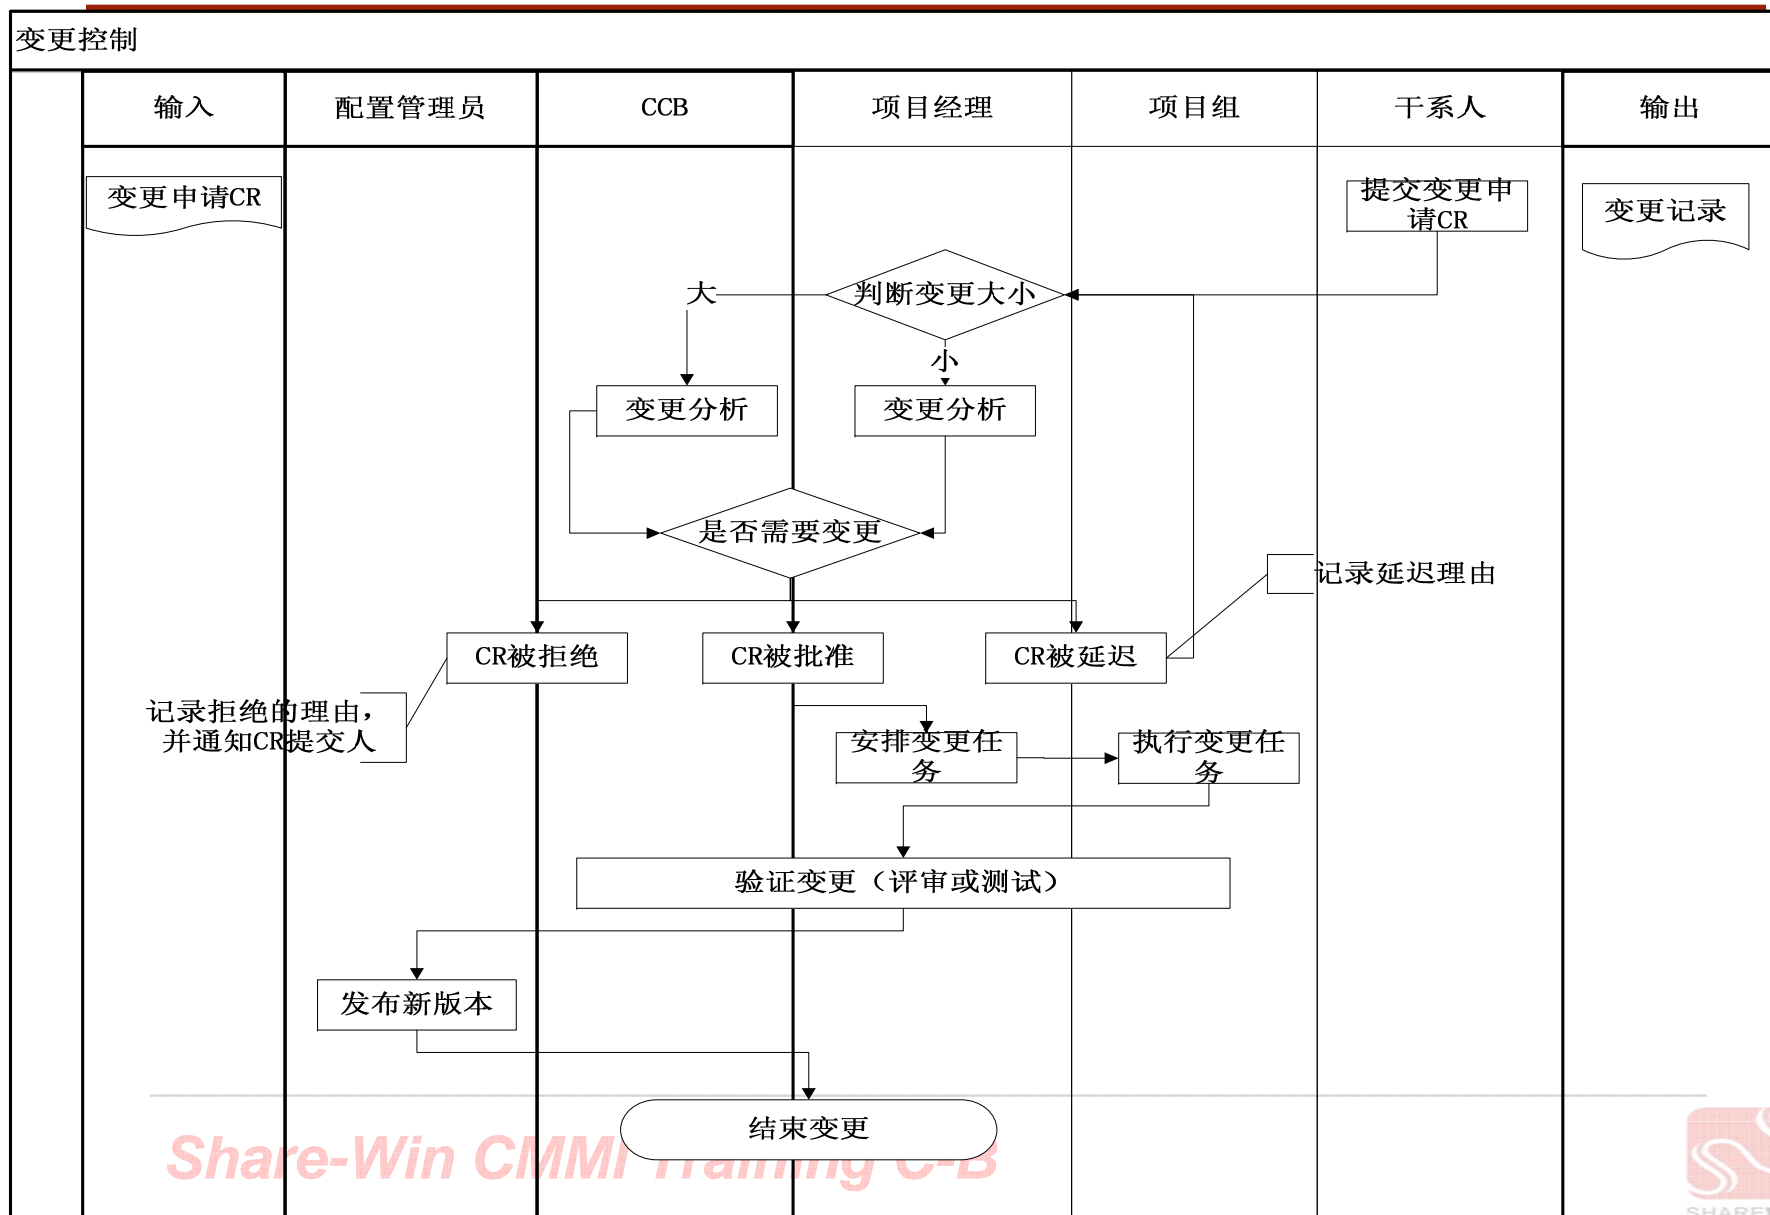 变更控制
输入
配置管理员
CCB
项目经理
项目组
干系人
输出
变更申请CR
提交变更申
请CR
变更记录
判断变更大小
大
小
变更分析
变更分析
是否需要变更
记录延迟理由
CR被拒绝
CR被批准
CR被延迟
记录拒绝的理由，
并通知CR提交人
安排变更任
务
执行变更任
务
验证变更（评审或测试）
发布新版本
结束变更
Share-Win CMMI Training C-B